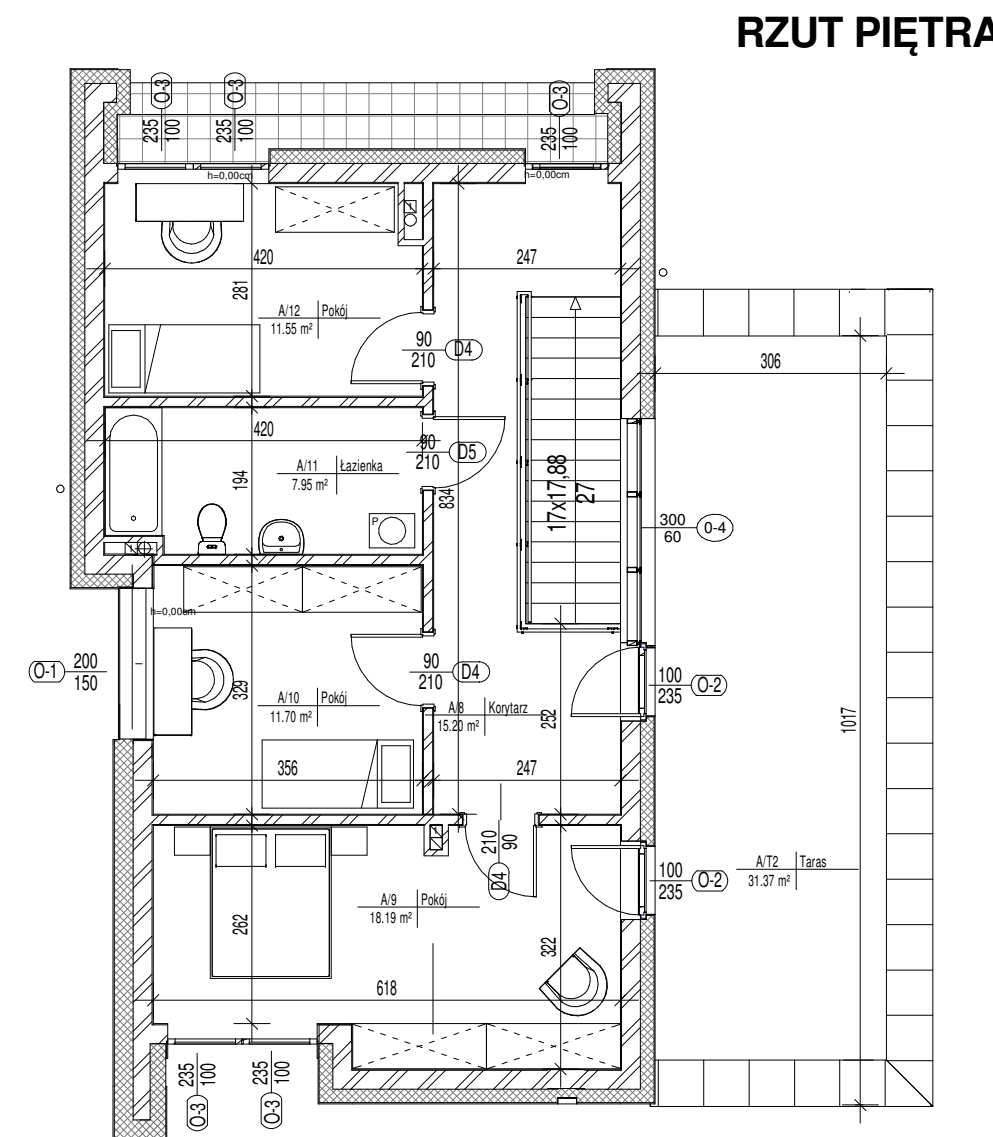 RZUT PIĘTRA
O-3
235
100
O-3
235
100
O-3
235
100
h=0,00cm
h=0,00cm
420
247
281
A/12 Pokój
11.55 m²
90
210
D4
306
420
90
210
D5
A/11 Łazienka
7.95 m²
194
834
P
17x17,88
27
300
60
0-4
h=0,00cm
O-1
200
150
90
210
D4
100
235
O-2
329
A/10 Pokój
11.70 m²
A/8 Korytarz
15.20 m²
252
1017
356
247
210
90
D4
A/T2 Taras
31.37 m²
100
235
O-2
A/9 Pokój
18.19 m²
262
322
618
235
100
O-3
235
100
O-3